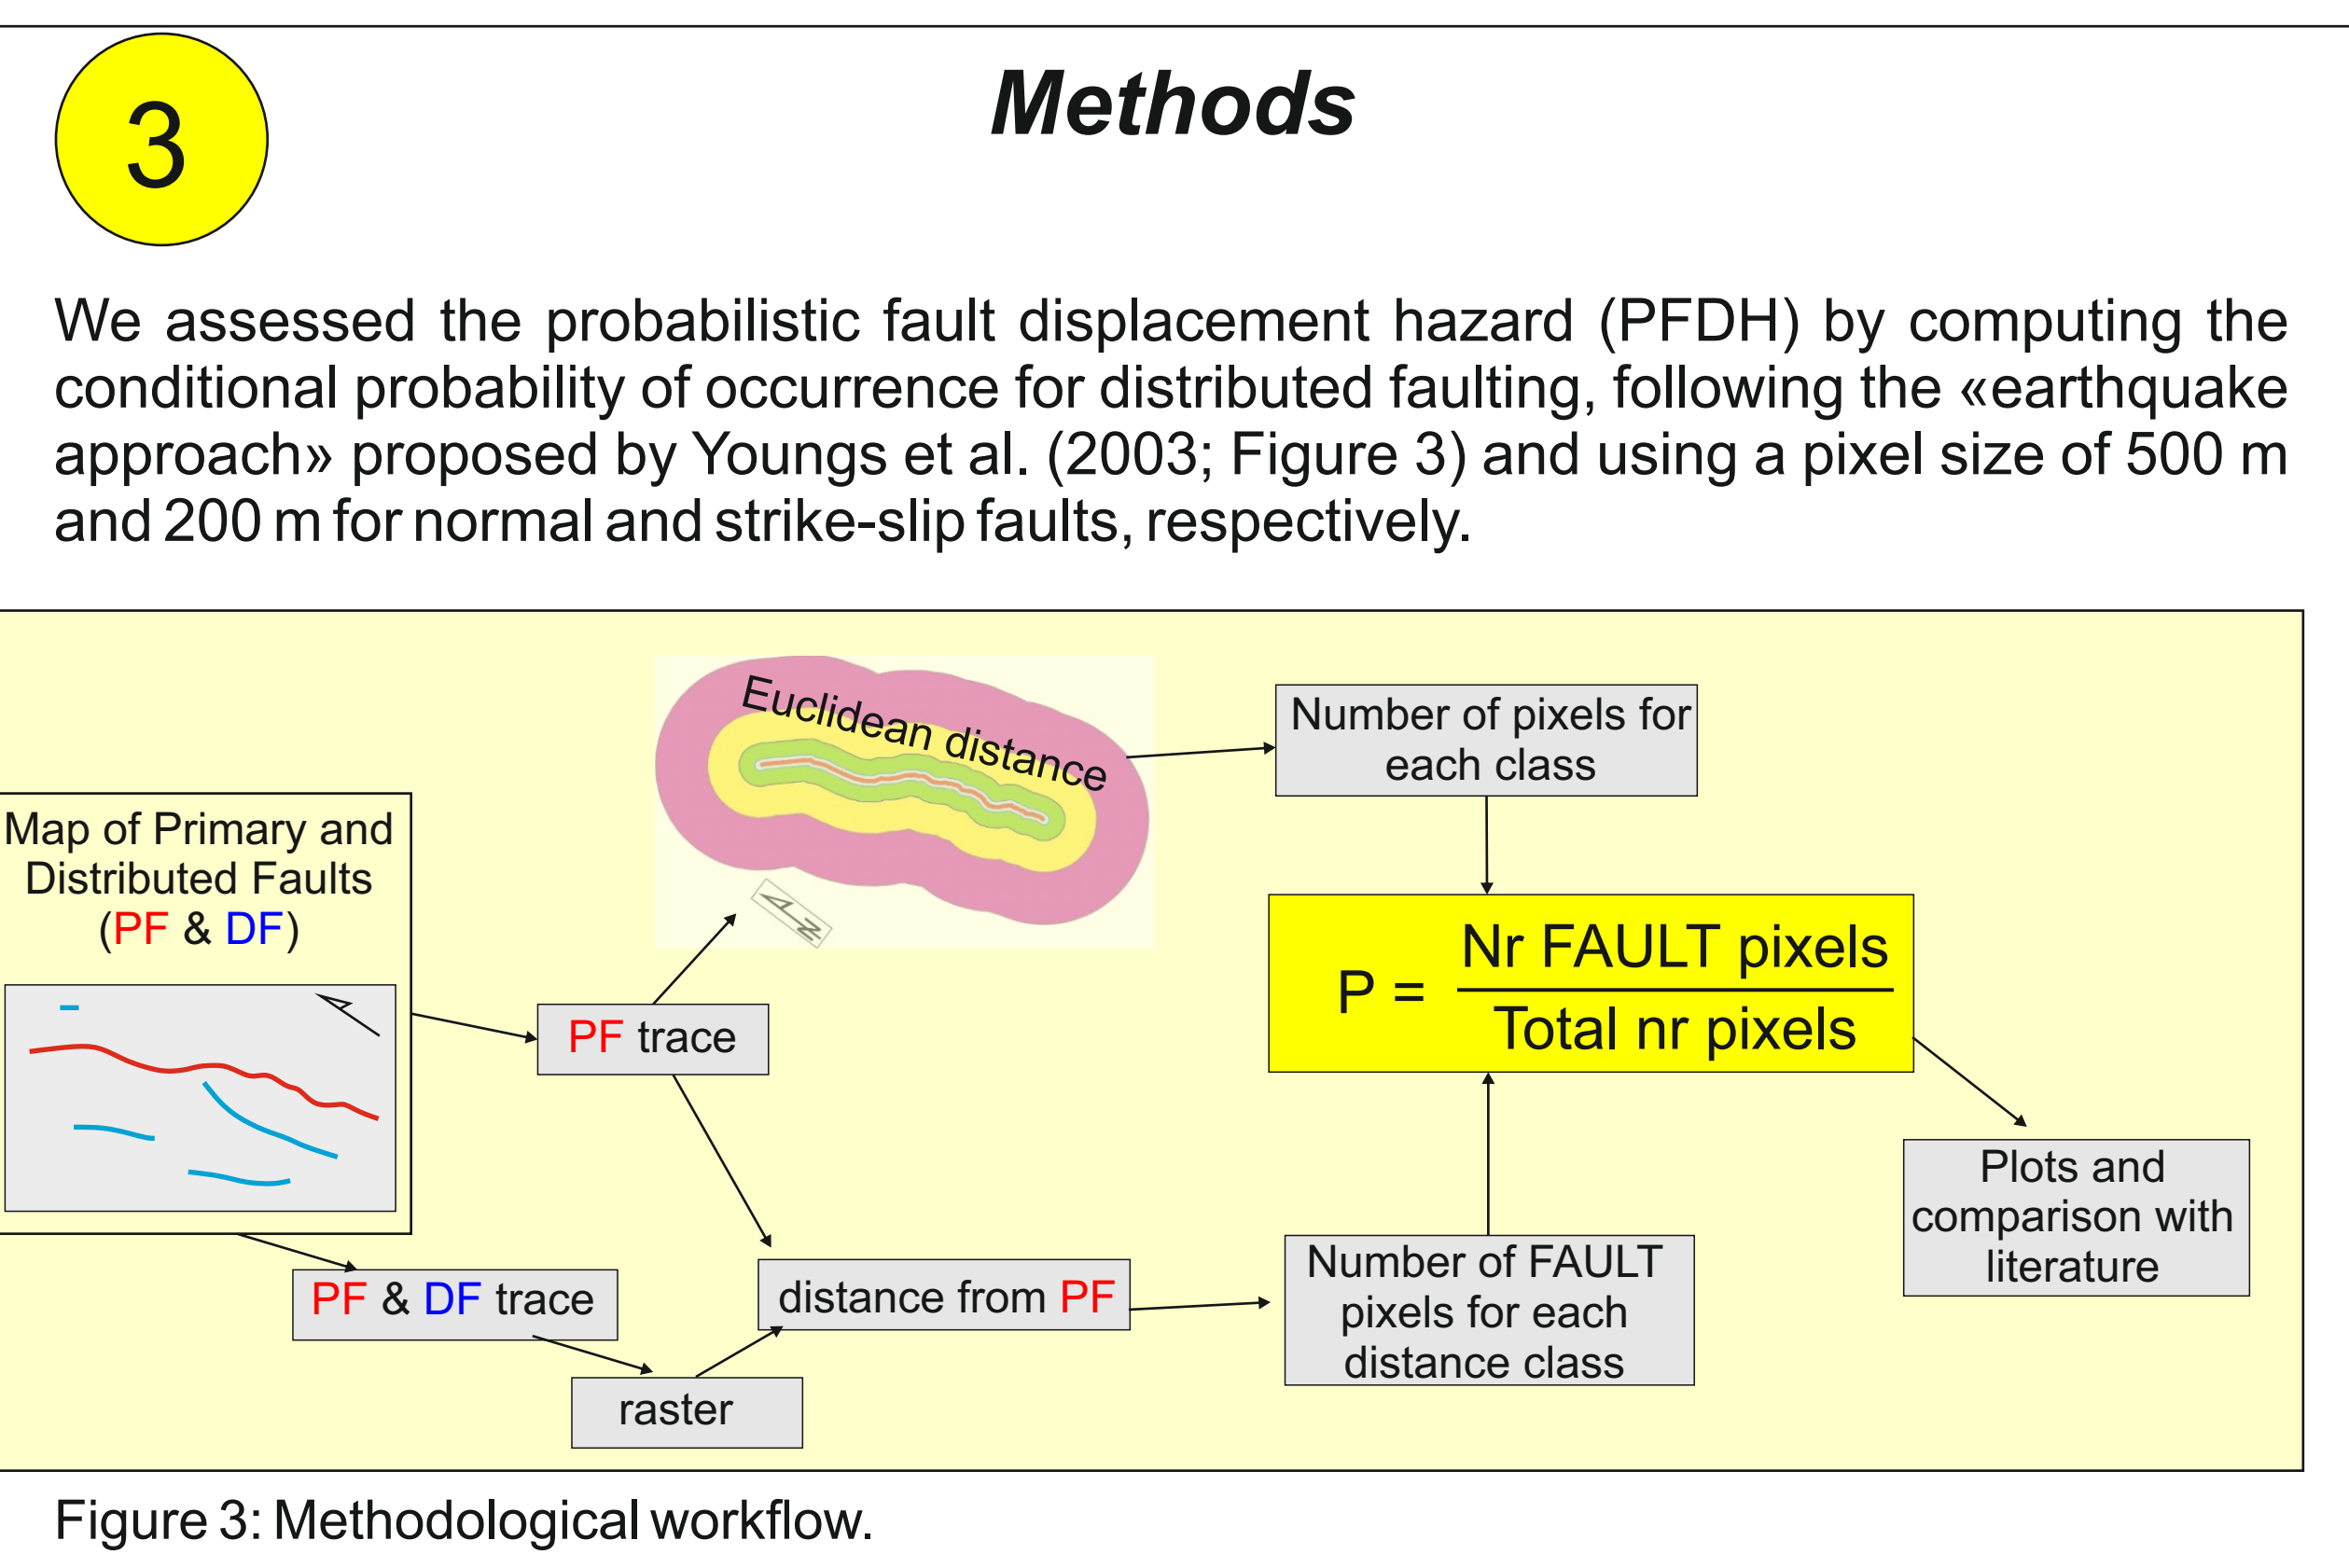 3
Methods
We assessed the probabilistic fault displacement hazard (PFDH) by computing the
conditional probability of occurrence for distributed faulting, following the «earthquake
approach» proposed by Youngs et al. (2003; Figure 3) and using a pixel size of 500 m
and 200 m for normal and strike-slip faults, respectively.
Map of Primary and
Distributed Faults
(PF & DF)
PF trace
Euclidean distance
N
Number of pixels for
each class
P = Nr FAULT pixels
Total nr pixels
PF & DF trace
raster
distance from PF
Number of FAULT
pixels for each
distance class
Plots and
comparison with
literature
Figure 3: Methodological workflow.